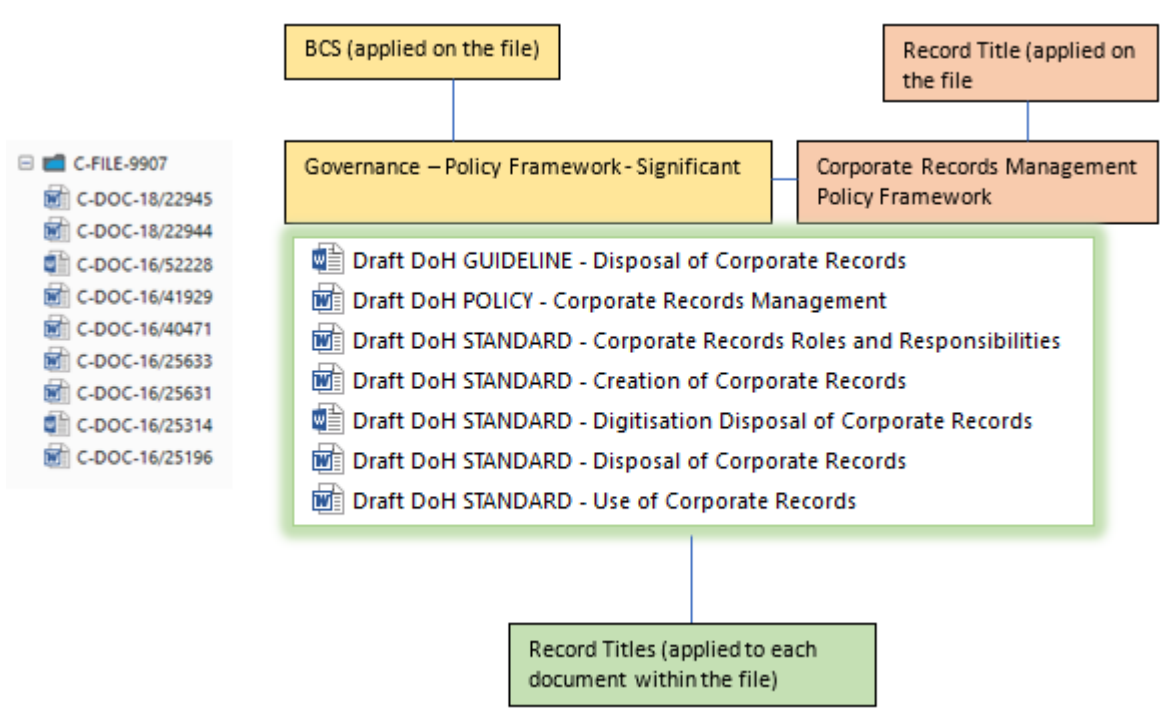 BCS (applied on the file)
Record Title (applied on
the file
C-FILE-9907
C-DOC-18/22945
C-DOC-18/22944
C-DOC-16/52228
C-DOC-16/41929
C-DOC-16/40471
C-DOC-16/25633
C-DOC-16/25631
C-DOC-16/25314
C-DOC-16/25196
Governance – Policy Framework - Significant
Corporate Records Management
Policy Framework
Draft DoH GUIDELINE - Disposal of Corporate Records
Draft DoH POLICY - Corporate Records Management
Draft DoH STANDARD - Corporate Records Roles and Responsibilities
Draft DoH STANDARD - Creation of Corporate Records
Draft DoH STANDARD - Digitisation Disposal of Corporate Records
Draft DoH STANDARD - Disposal of Corporate Records
Draft DoH STANDARD - Use of Corporate Records
Record Titles (applied to each
document within the file)